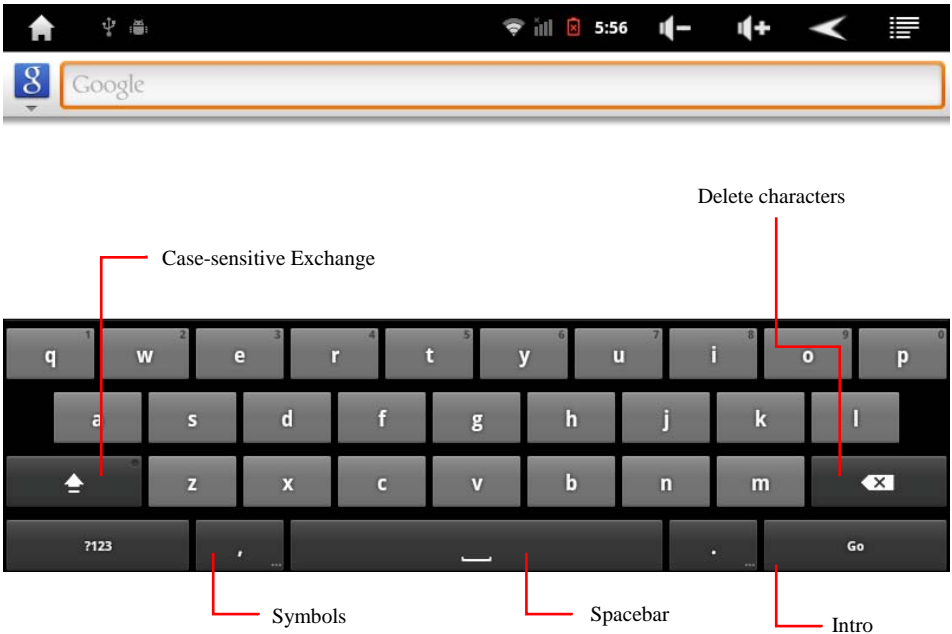 5:56
g Google
Delete characters
Case-sensitive Exchange
1 2 3 4 5 6 7 8 9 0
q w e r t y u i o p
a s d f g h j k l
z x c v b n m
?123 , ... . ... Go
Symbols
Spacebar
Intro